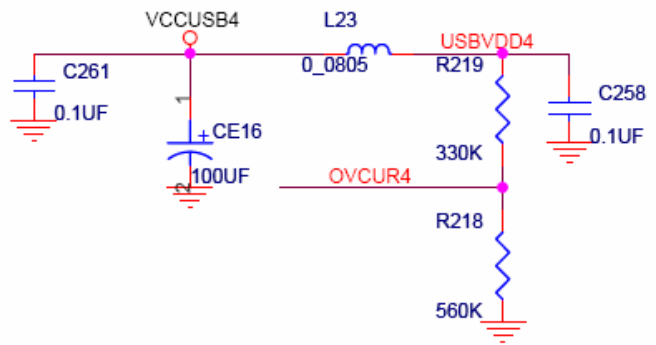 VCCUSB4
L23
USBVDD4
C261
0_0805
R219
C258
0.1UF
1
CE16
0.1UF
330K
100UF
2
OVCUR4
R218
560K